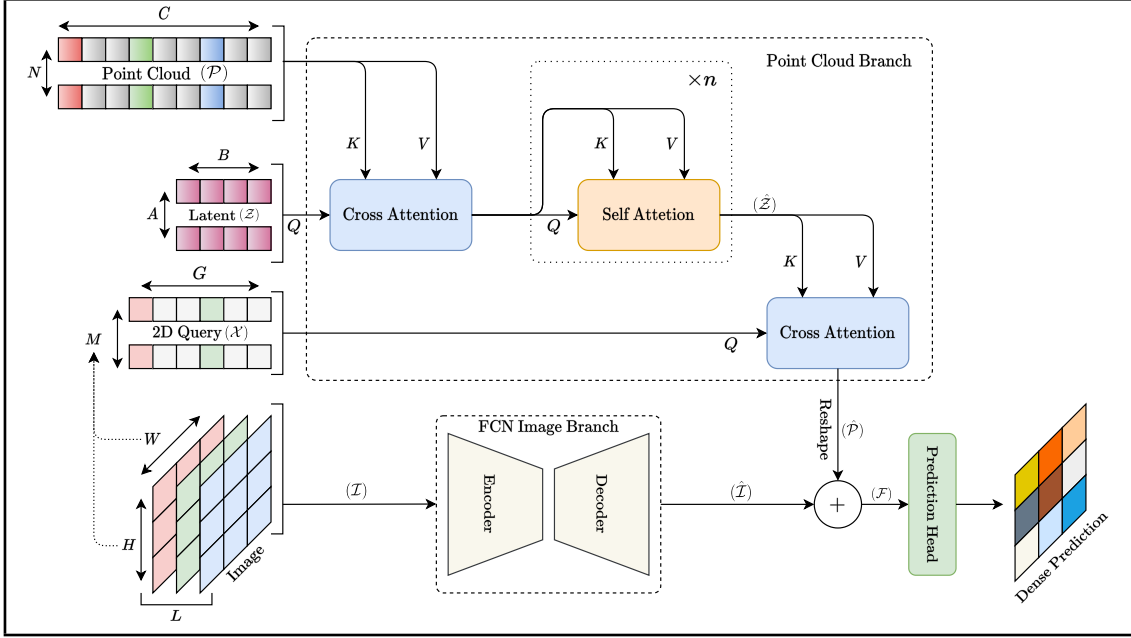 C
N
Point Cloud (𝒫)
Point Cloud Branch
×n
K
V
K
V
B
A
Latent (𝒵)
Q
Cross Attention
Q
Self Attetion
(𝒵̂)
K
V
G
M
2D Query (𝒳)
Q
Cross Attention
W
H
L
Image
(ℐ)
FCN Image Branch
Encoder
Decoder
(ℐ̂)
Reshape
(𝒫̂)
+
(ℱ)
Prediction Head
Dense Prediction